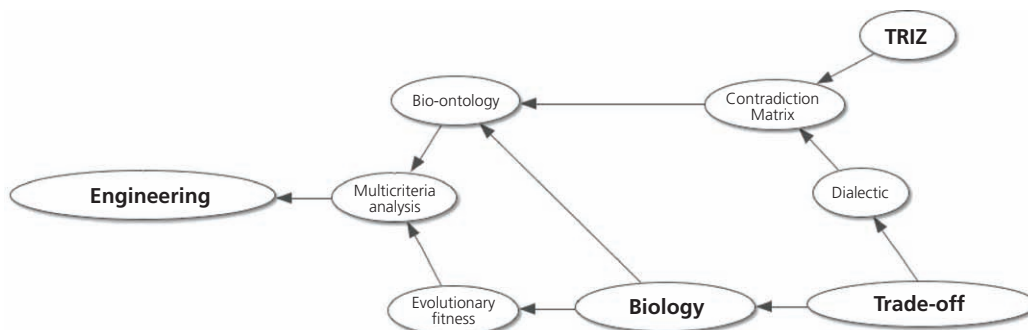 TRIZ
Bio-ontology
Contradiction
Matrix
Engineering
Multicriteria
analysis
Dialectic
Evolutionary
fitness
Biology
Trade-off